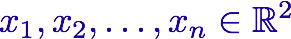 x₁, x₂, …, xₙ ∈ ℝ²